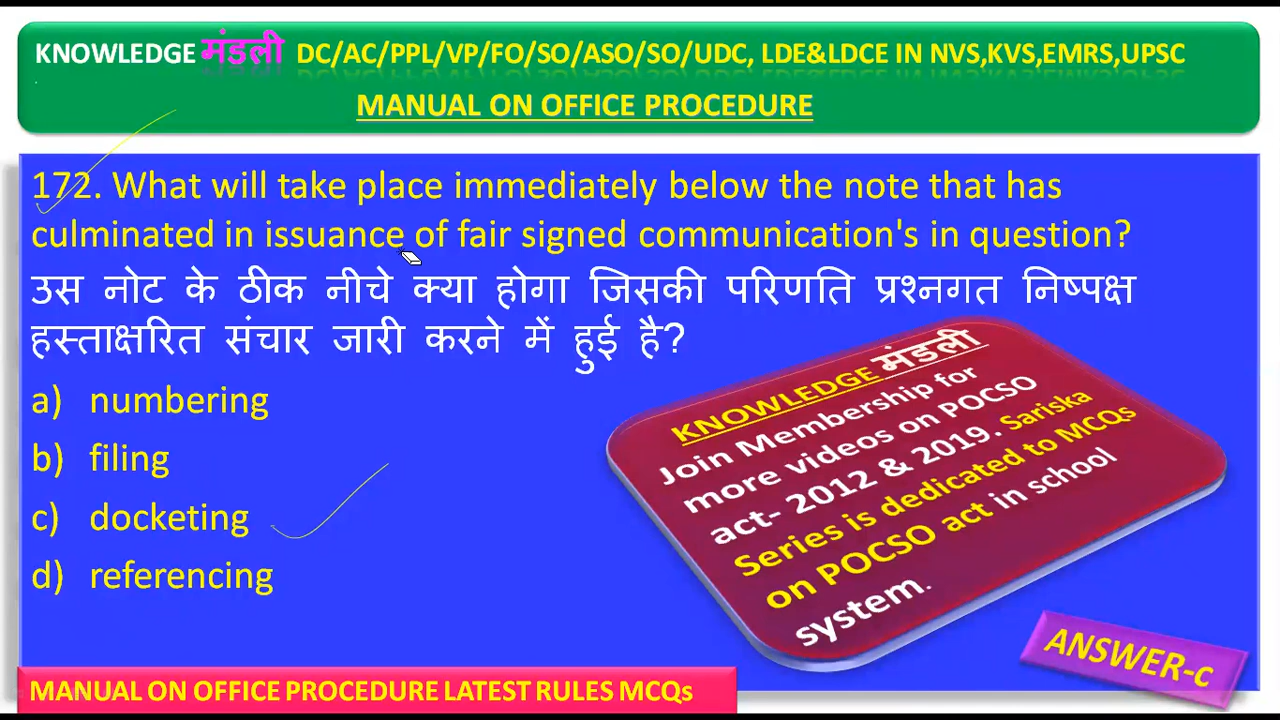 KNOWLEDGE मंडली DC/AC/PPL/VP/FO/SO/ASO/SO/UDC, LDE&LDCE IN NVS,KVS,EMRS,UPSC
MANUAL ON OFFICE PROCEDURE
172. What will take place immediately below the note that has
culminated in issuance of fair signed communication's in question?
उस नोट के ठीक नीचे क्या होगा जिसकी परिणति प्रश्नगत निष्पक्ष
हस्ताक्षरित संचार जारी करने में हुई है?
a) numbering
b) filing
c) docketing
d) referencing
KNOWLEDGE मंडली
Join Membership for
more videos on POCSO
act- 2012 & 2019. Sariska
Series is dedicated to MCQs
on POCSO act in school
system.
ANSWER-c
MANUAL ON OFFICE PROCEDURE LATEST RULES MCQs